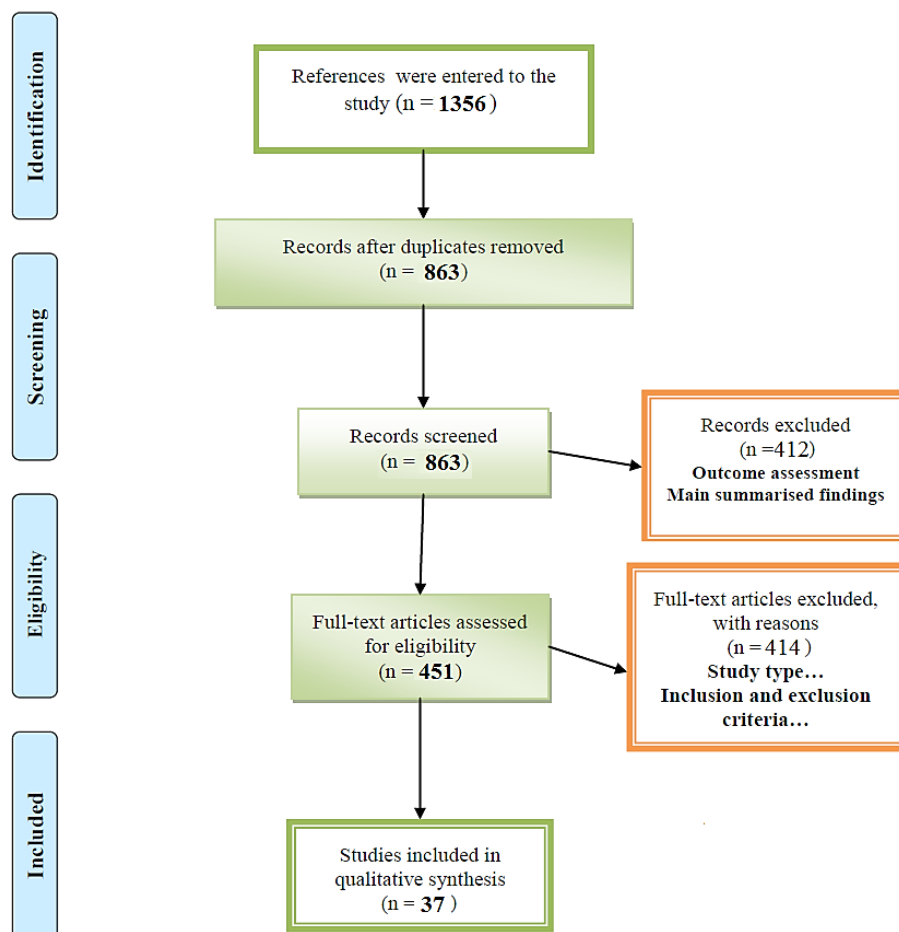 Identification
References were entered to the
study (n = 1356)
Records after duplicates removed
(n = 863)
Screening
Records screened
(n = 863)
Records excluded
(n =412)
Outcome assessment
Main summarised findings
Eligibility
Full-text articles assessed
for eligibility
(n = 451)
Full-text articles excluded,
with reasons
(n = 414)
Study type...
Inclusion and exclusion
criteria...
Included
Studies included in
qualitative synthesis
(n = 37 )